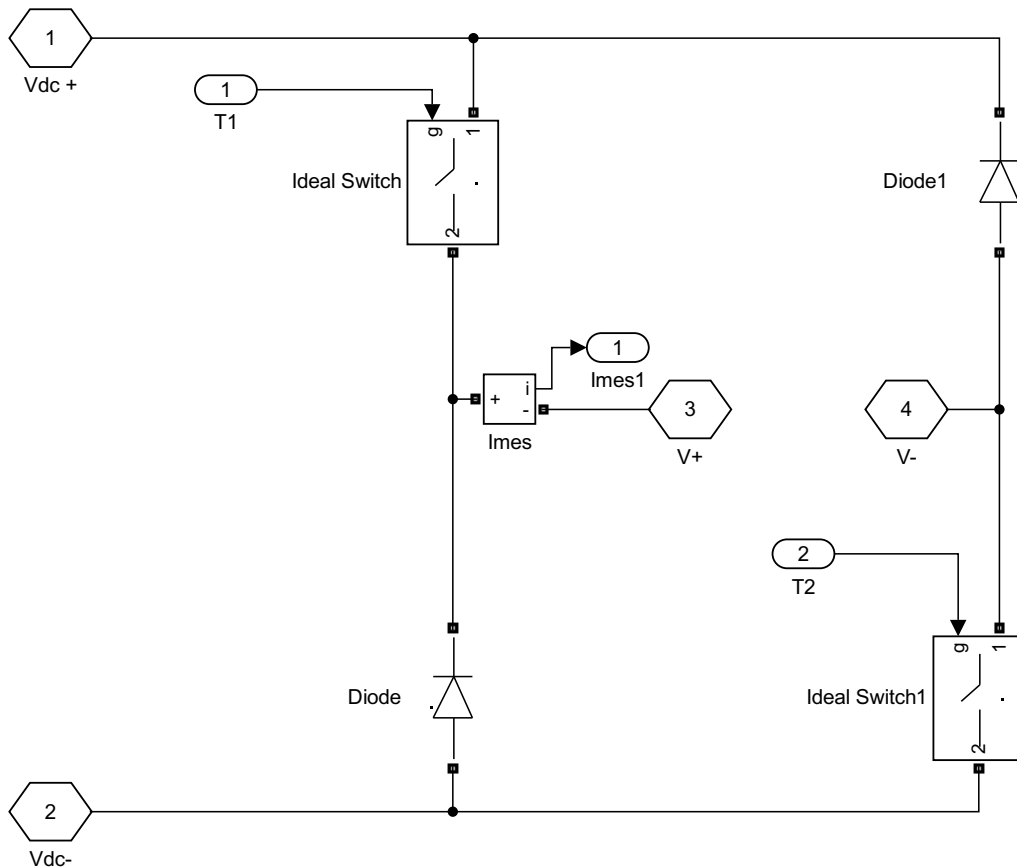 1
Vdc +
1
T1
g
1
Ideal Switch
2
Diode1
1
Imes1
+
i
-
Imes
3
V+
4
V-
2
T2
g
1
Ideal Switch1
2
Diode
2
Vdc-